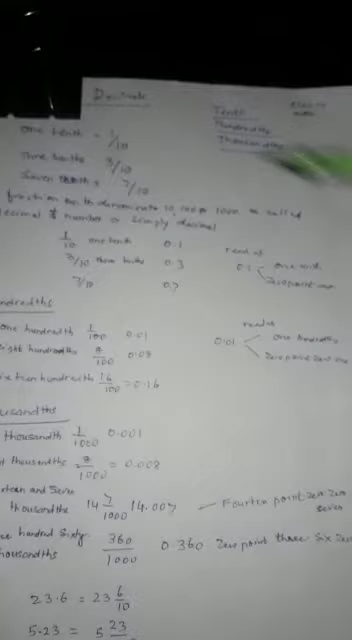 Decimals
Tenths
Hundredths
Thousandths
one tenth = 1/10
Three tenths 3/10
Seven tenths 7/10
fraction denominator 10, 100 or 1000 is called
decimal number or simply decimal
1/10 one tenth 0.1 read as
3/10 three tenths 0.3 0.1 one tenth
7/10 0.7 zero point one
hundredths
one hundredth 1/100 0.01 read as
eight hundredths 8/100 0.08 0.01 one hundredth
zero point zero one
sixteen hundredth 16/100 = 0.16
thousandths
thousandth 1/1000 0.001
thousandths 8/1000 = 0.008
fourteen and Seven
thousandths 14 7/1000 14.007 – Fourteen point zero zero
seven
hundred sixty 360/1000 0.360 Zero point three six zero
thousandths
23.6 = 23 6/10
5.23 = 5 23